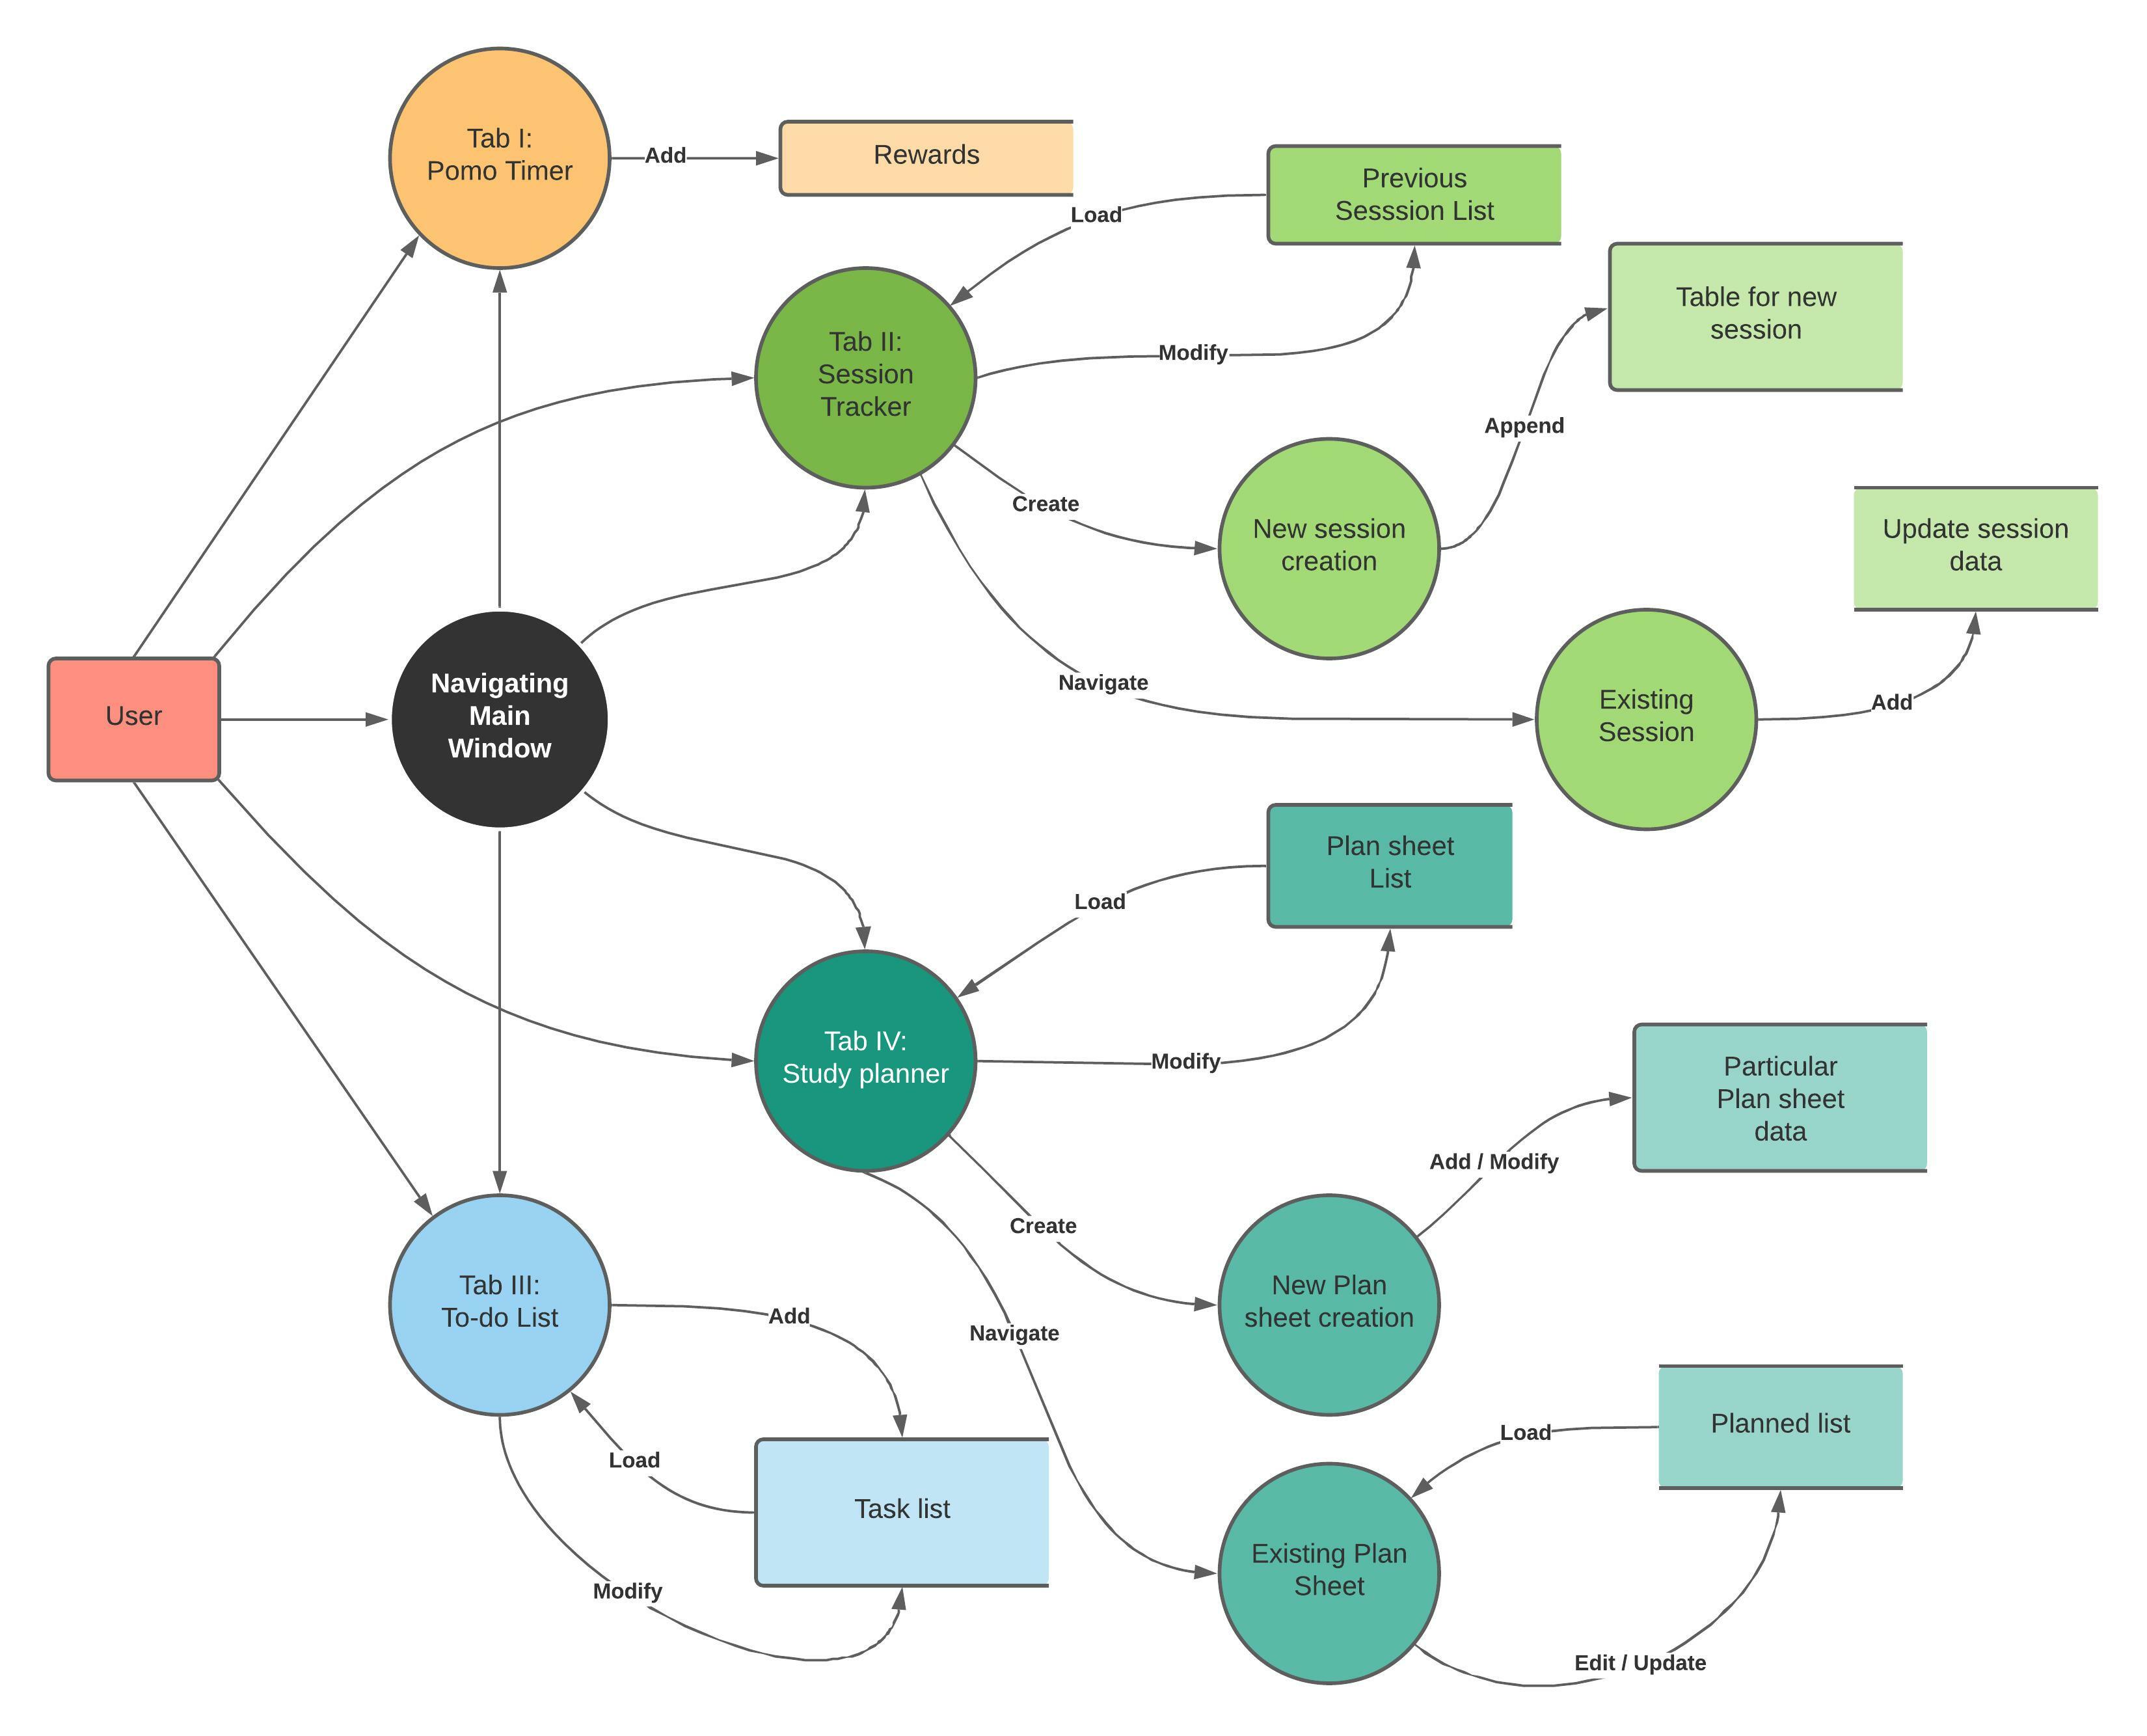 Tab I:
Pomo Timer
Add
Rewards
Previous
Sesssion List
Load
Table for new
session
Tab II:
Session
Tracker
Modify
Append
Create
New session
creation
Update session
data
Navigating
Main
Window
User
Navigate
Existing
Session
Add
Plan sheet
List
Load
Tab IV:
Study planner
Modify
Particular
Plan sheet
data
Add / Modify
Create
Tab III:
To-do List
Add
Navigate
New Plan
sheet creation
Load
Task list
Load
Planned list
Modify
Existing Plan
Sheet
Edit / Update